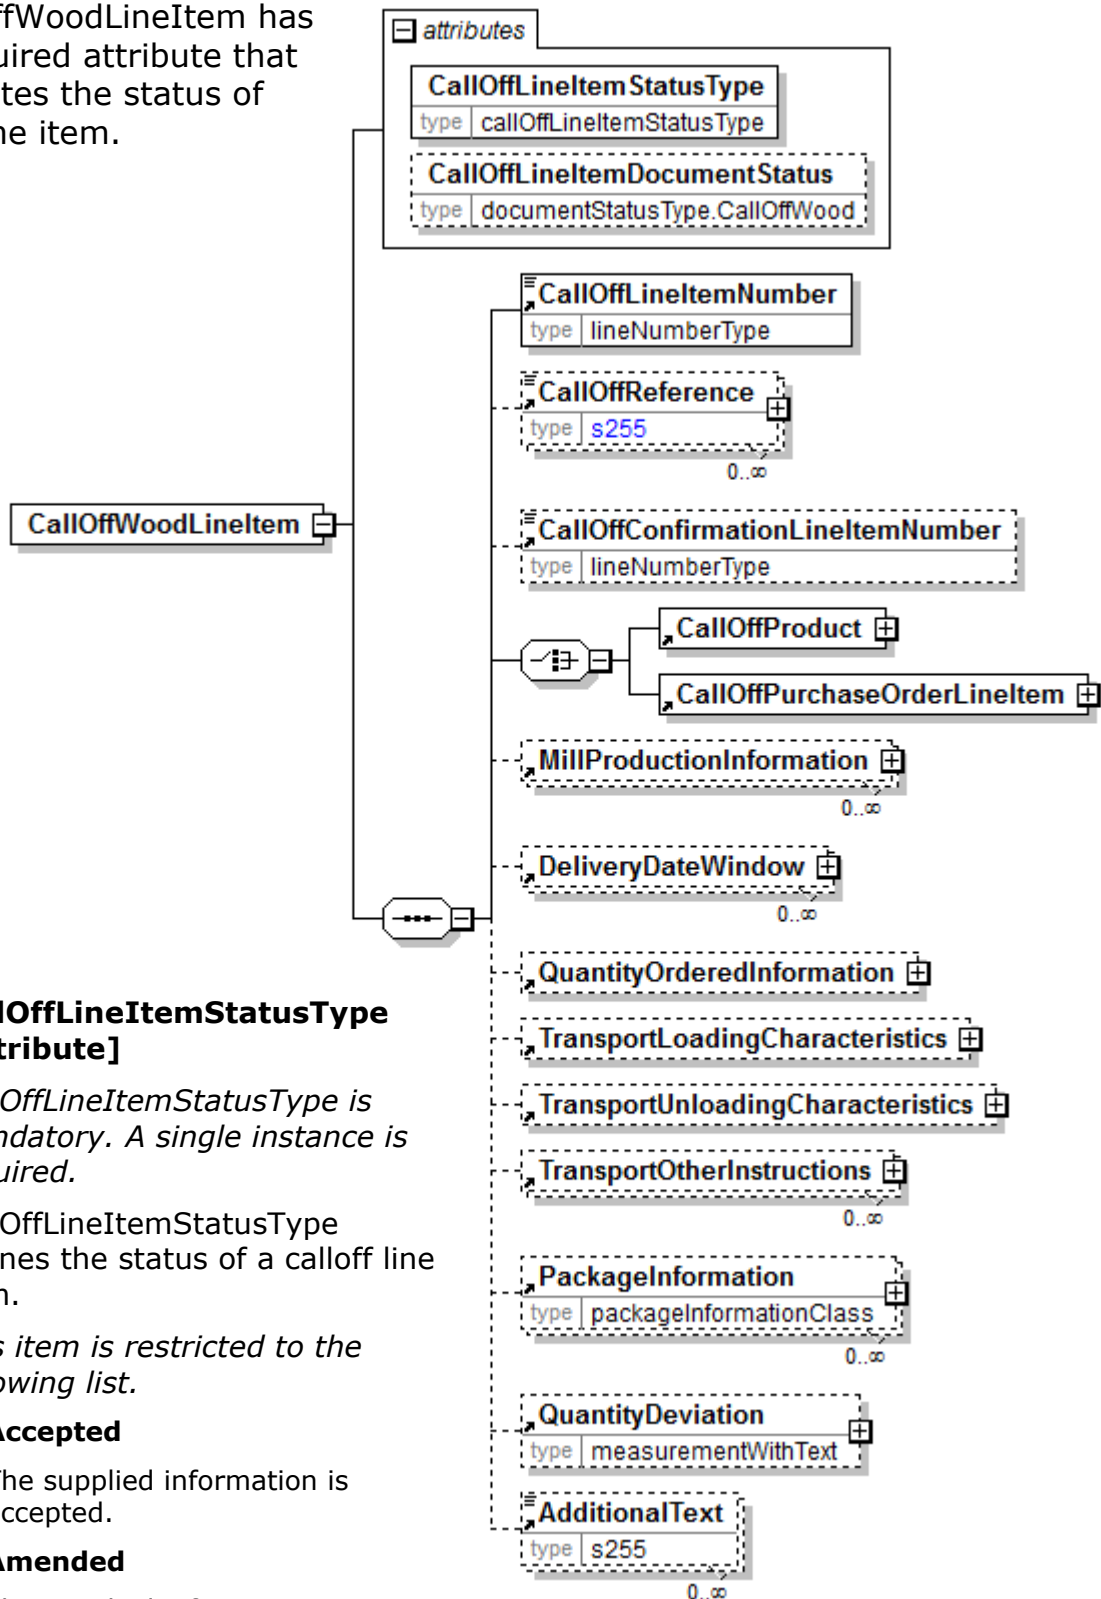 ffWoodLineItem has
uired attribute that
tes the status of
ne item.
attributes
CallOffLineItemStatusType
type callOffLineItemStatusType
CallOffLineItemDocumentStatus
type documentStatusType.CallOffWood
CallOffLineItemNumber
type lineNumberType
CallOffReference
type s255
0..∞
CallOffWoodLineItem
CallOffConfirmationLineItemNumber
type lineNumberType
CallOffProduct
CallOffPurchaseOrderLineItem
MillProductionInformation
0..∞
DeliveryDateWindow
0..∞
QuantityOrderedInformation
TransportLoadingCharacteristics
TransportUnloadingCharacteristics
TransportOtherInstructions
0..∞
PackageInformation
type packageInformationClass
0..∞
QuantityDeviation
type measurementWithText
AdditionalText
type s255
0..∞
lOffLineItemStatusType
tribute]
OffLineItemStatusType is
ndatory. A single instance is
uired.
OffLineItemStatusType
nes the status of a calloff line
m.
s item is restricted to the
owing list.
Accepted
The supplied information is
accepted.
Amended